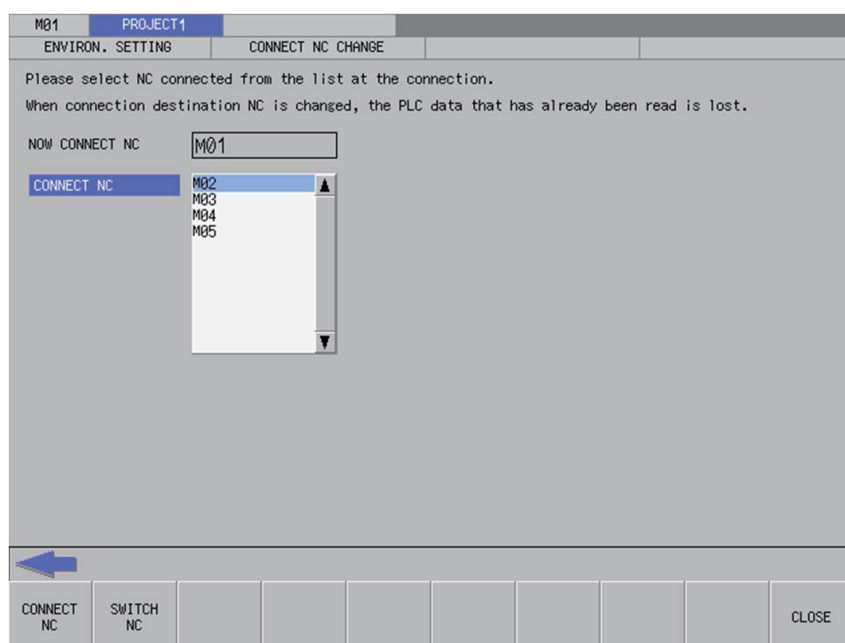 M01 PROJECT1
ENVIRON. SETTING CONNECT NC CHANGE
Please select NC connected from the list at the connection.
When connection destination NC is changed, the PLC data that has already been read is lost.
NOW CONNECT NC M01
CONNECT NC M02
M03
M04
M05
CONNECT NC SWITCH NC CLOSE